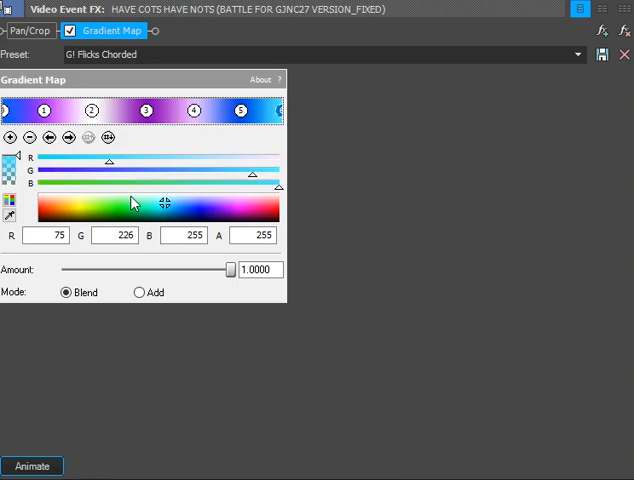 Video Event FX: HAVE COTS HAVE NOTS (BATTLE FOR GJNC27 VERSION_FIXED)
Pan/Crop Gradient Map
Preset: G! Flicks Chorded
Gradient Map About ?
1 2 3 4 5
R
G
B
R 75 G 226 B 255 A 255
Amount: 1.0000
Mode: Blend Add
Animate